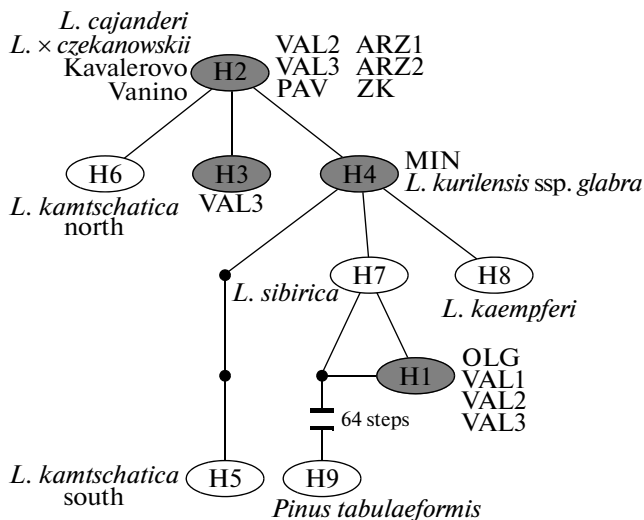 L. cajanderi
L. × czekanowskii
Kavalerovo
Vanino
H2
VAL2 ARZ1
VAL3 ARZ2
PAV ZK
H6
L. kamtschatica
north
H3
VAL3
H4
MIN
L. kurilensis ssp. glabra
L. sibirica
H7
H8
L. kaempferi
H1
OLG
VAL1
VAL2
VAL3
64 steps
L. kamtschatica
south
H5
H9
Pinus tabulaeformis